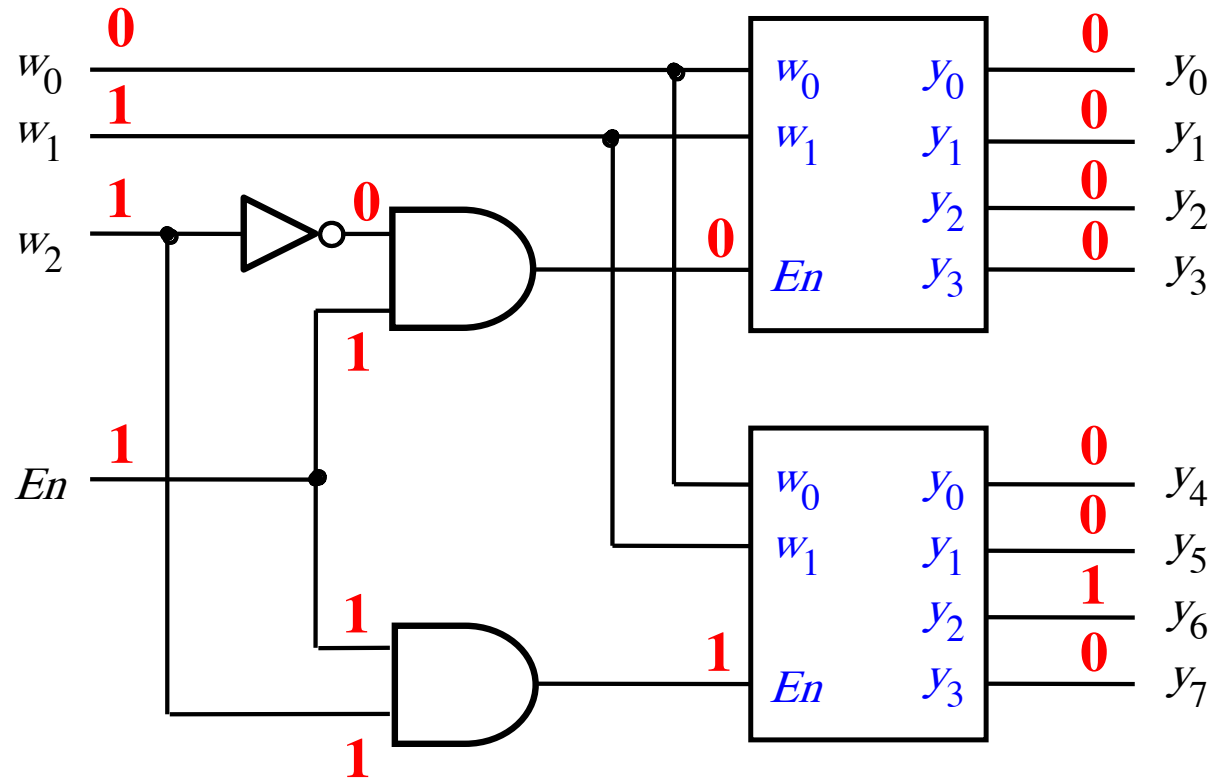 0 0
w0 w0 y0 y0
1 0
w1 w1 y1 y1
1 0 0
w2 y2 y2
0 0
En y3 y3
1
1 0
En w0 y0 y4
0
w1 y1 y5
1 1
y2 y6
1 0
En y3 y7
1